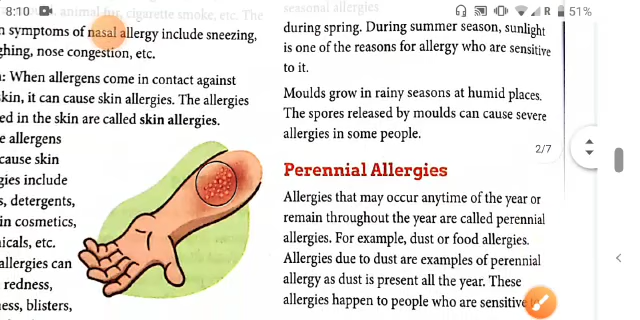 8:10
R 51%
animal fur, cigarette smoke, etc. The
symptoms of nasal allergy include sneezing,
nose congestion, etc.
: When allergens come in contact against
skin, it can cause skin allergies. The allergies
in the skin are called skin allergies.
allergens
cause skin
include
detergents,
in cosmetics,
etc.
allergies can
redness,
blisters,
seasonal allergies
during spring. During summer season, sunlight
is one of the reasons for allergy who are sensitive
to it.
Moulds grow in rainy seasons at humid places.
The spores released by moulds can cause severe
allergies in some people.
2/7
Perennial Allergies
Allergies that may occur anytime of the year or
remain throughout the year are called perennial
allergies. For example, dust or food allergies.
Allergies due to dust are examples of perennial
allergy as dust is present all the year. These
allergies happen to people who are sensitive